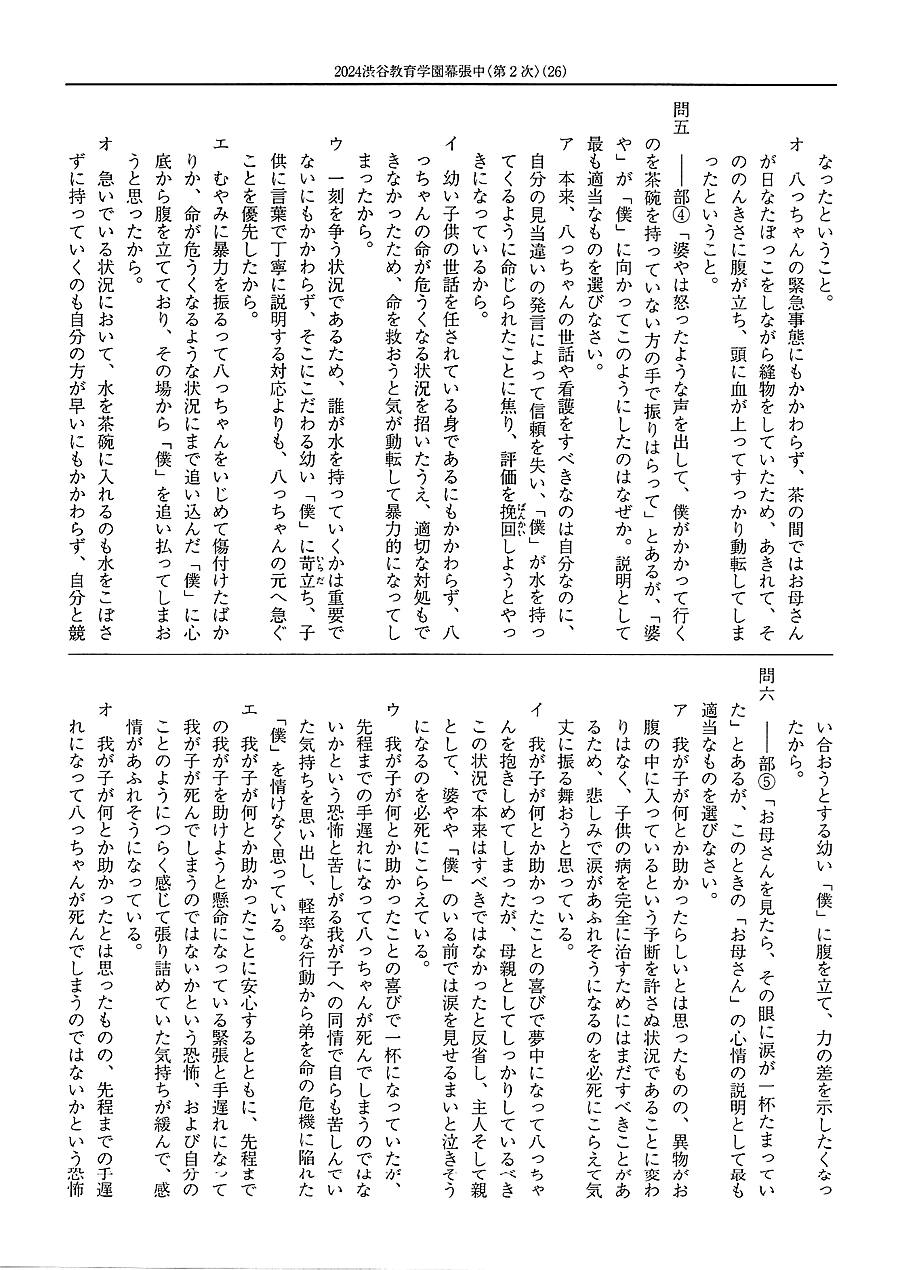 2024渋谷教育学園幕張中(第2次)(26)
なったということ。
オ 八っちゃんの緊急事態にもかかわらず、茶の間ではお母さん
が日なたぼっこをしながら縫物をしていたため、あきれて、そ
ののんきさに腹が立ち、頭に血が上ってすっかり動転してしま
ったということ。
問五 ――部④「婆やは怒ったような声を出して、僕がかかって行く
のを茶碗を持っていない方の手で振りはらって」とあるが、「婆
や」が「僕」に向かってこのようにしたのはなぜか。説明として
最も適当なものを選びなさい。
ア 本来、八っちゃんの世話や看護をすべきなのは自分なのに、
自分の見当違いの発言によって信頼を失い、「僕」が水を持っ
てくるように命じられたことに焦り、評価を挽回しようとやっ
きになっているから。
イ 幼い子供の世話を任されている身であるにもかかわらず、八
っちゃんの命が危うくなる状況を招いたうえ、適切な対処もで
きなかったため、命を救おうと気が動転して暴力的になってし
まったから。
ウ 一刻を争う状況であるため、誰が水を持っていくかは重要で
ないにもかかわらず、そこにこだわる幼い「僕」に苛立ち、子
供に言葉で丁寧に説明する対応よりも、八っちゃんの元へ急ぐ
ことを優先したから。
エ むやみに暴力を振るって八っちゃんをいじめて傷付けたばか
りか、命が危うくなるような状況にまで追い込んだ「僕」に心
底から腹を立てており、その場から「僕」を追い払ってしまお
うと思ったから。
オ 急いでいる状況において、水を茶碗に入れるのも水をこぼさ
ずに持っていくのも自分の方が早いにもかかわらず、自分と競
い合おうとする幼い「僕」に腹を立て、力の差を示したくなっ
たから。
問六 ――部⑤「お母さんを見たら、その眼に涙が一杯たまってい
た」とあるが、このときの「お母さん」の心情の説明として最も
適当なものを選びなさい。
ア 我が子が何とか助かったらしいとは思ったものの、異物がお
腹の中に入っているという予断を許さぬ状況であることに変わ
りはなく、子供の病を完全に治すためにはまだすべきことがあ
るため、悲しみで涙があふれそうになるのを必死にこらえて気
丈に振る舞おうと思っている。
イ 我が子が何とか助かったことの喜びで夢中になって八っちゃ
んを抱きしめてしまったが、母親としてしっかりしているべき
この状況で本来はすべきではなかったと反省し、主人そして親
として、婆やや「僕」のいる前では涙を見せるまいと泣きそう
になるのを必死にこらえている。
ウ 我が子が何とか助かったことの喜びで一杯になっていたが、
先程までの手遅れになって八っちゃんが死んでしまうのではな
いかという恐怖と苦しがる我が子への同情で自らも苦しんでい
た気持ちを思い出し、軽率な行動から弟を命の危機に陥れた
「僕」を情けなく思っている。
エ 我が子が何とか助かったことに安心するとともに、先程まで
の我が子を助けようと懸命になっている緊張と手遅れになって
我が子が死んでしまうのではないかという恐怖、および自分の
ことのようにつらく感じて張り詰めていた気持ちが緩んで、感
情があふれそうになっている。
オ 我が子が何とか助かったとは思ったものの、先程までの手遅
れになって八っちゃんが死んでしまうのではないかという恐怖